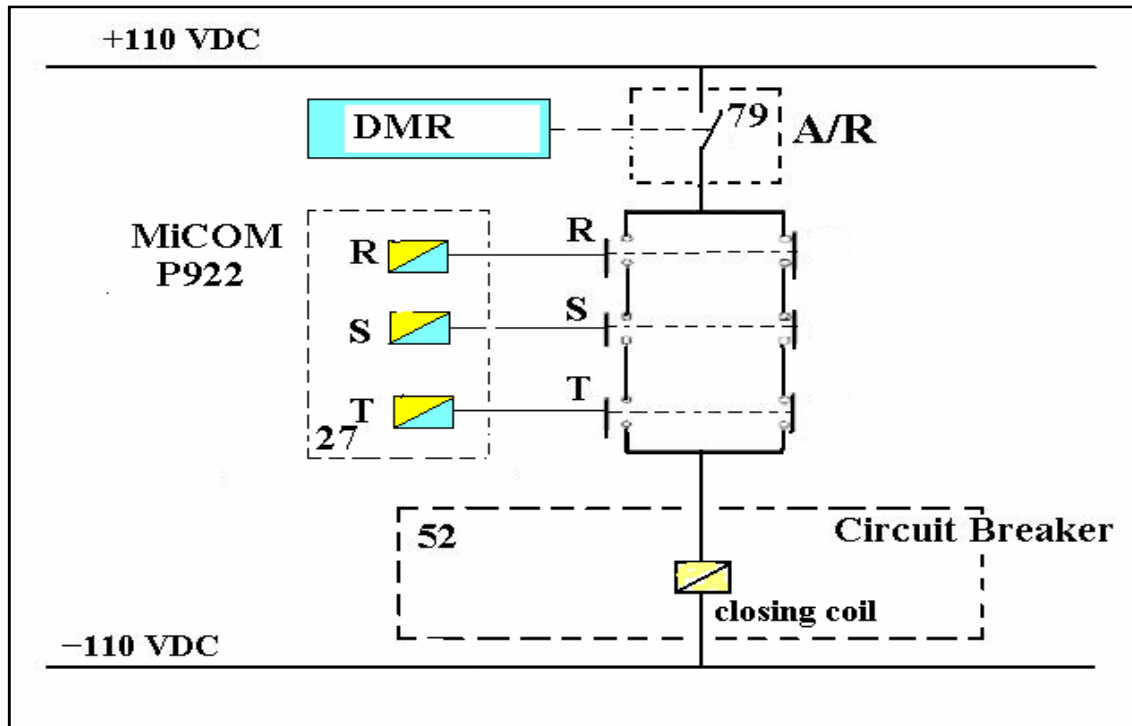 +110 VDC
DMR
79
A/R
MiCOM
P922
R
S
T
27
R
S
T
52
Circuit Breaker
closing coil
−110 VDC